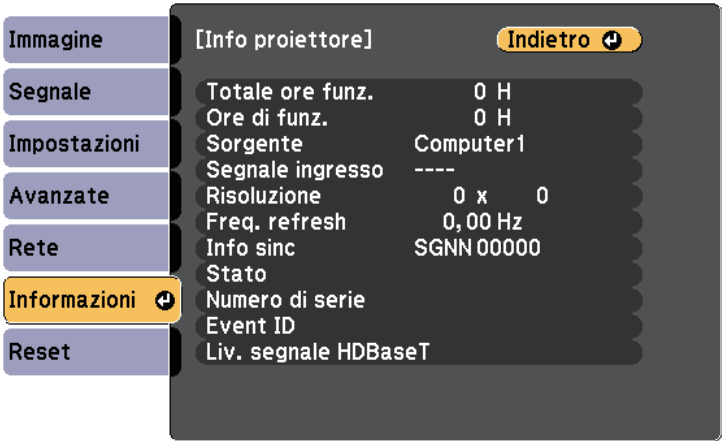 Immagine
Segnale
Impostazioni
Avanzate
Rete
Informazioni
Reset
[Info proiettore]
Indietro
Totale ore funz. 0 H
Ore di funz. 0 H
Sorgente Computer1
Segnale ingresso ----
Risoluzione 0 x 0
Freq. refresh 0,00 Hz
Info sinc SGNN 00000
Stato
Numero di serie
Event ID
Liv. segnale HDBaseT